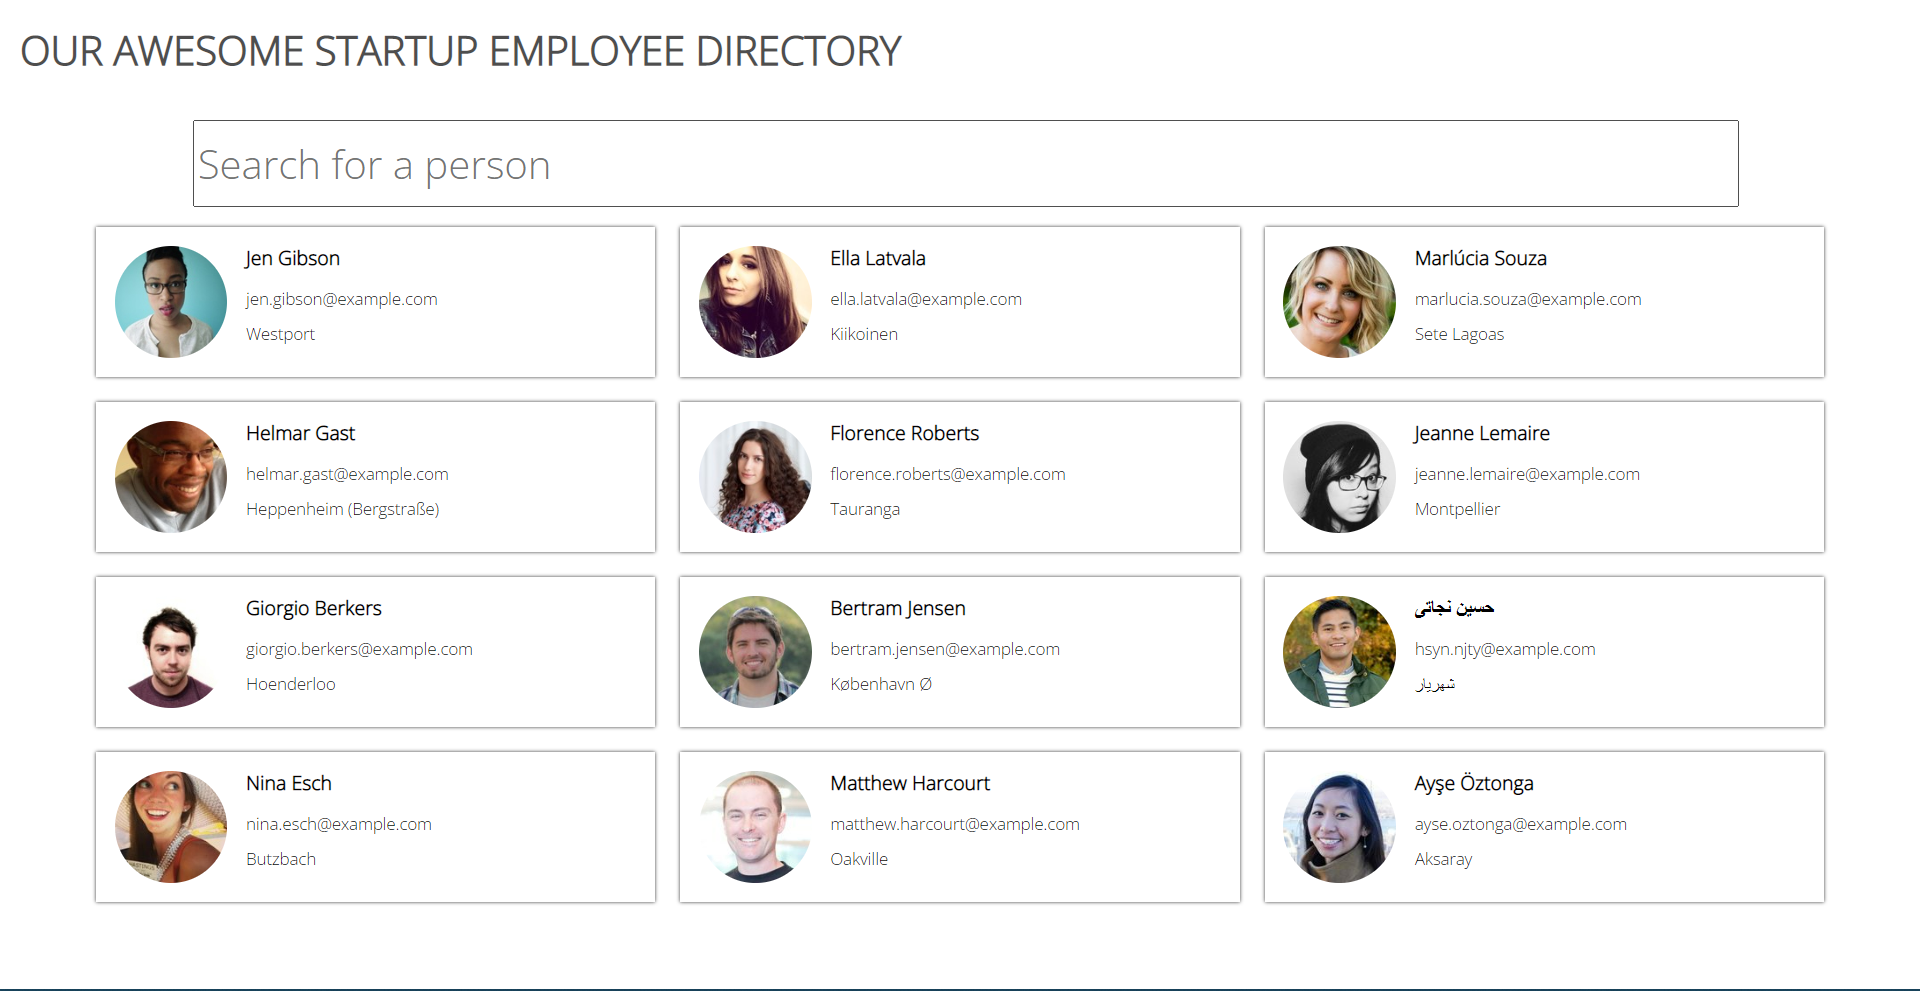 OUR AWESOME STARTUP EMPLOYEE DIRECTORY
Search for a person
Jen Gibson
jen.gibson@example.com
Westport
Ella Latvala
ella.latvala@example.com
Kiikoinen
Marlúcia Souza
marlucia.souza@example.com
Sete Lagoas
Helmar Gast
helmar.gast@example.com
Heppenheim (Bergstraße)
Florence Roberts
florence.roberts@example.com
Tauranga
Jeanne Lemaire
jeanne.lemaire@example.com
Montpellier
Giorgio Berkers
giorgio.berkers@example.com
Hoenderloo
Bertram Jensen
bertram.jensen@example.com
København Ø
حسین نجاتی
hsyn.njty@example.com
شهریار
Nina Esch
nina.esch@example.com
Butzbach
Matthew Harcourt
matthew.harcourt@example.com
Oakville
Ayşe Öztonga
ayse.oztonga@example.com
Aksaray